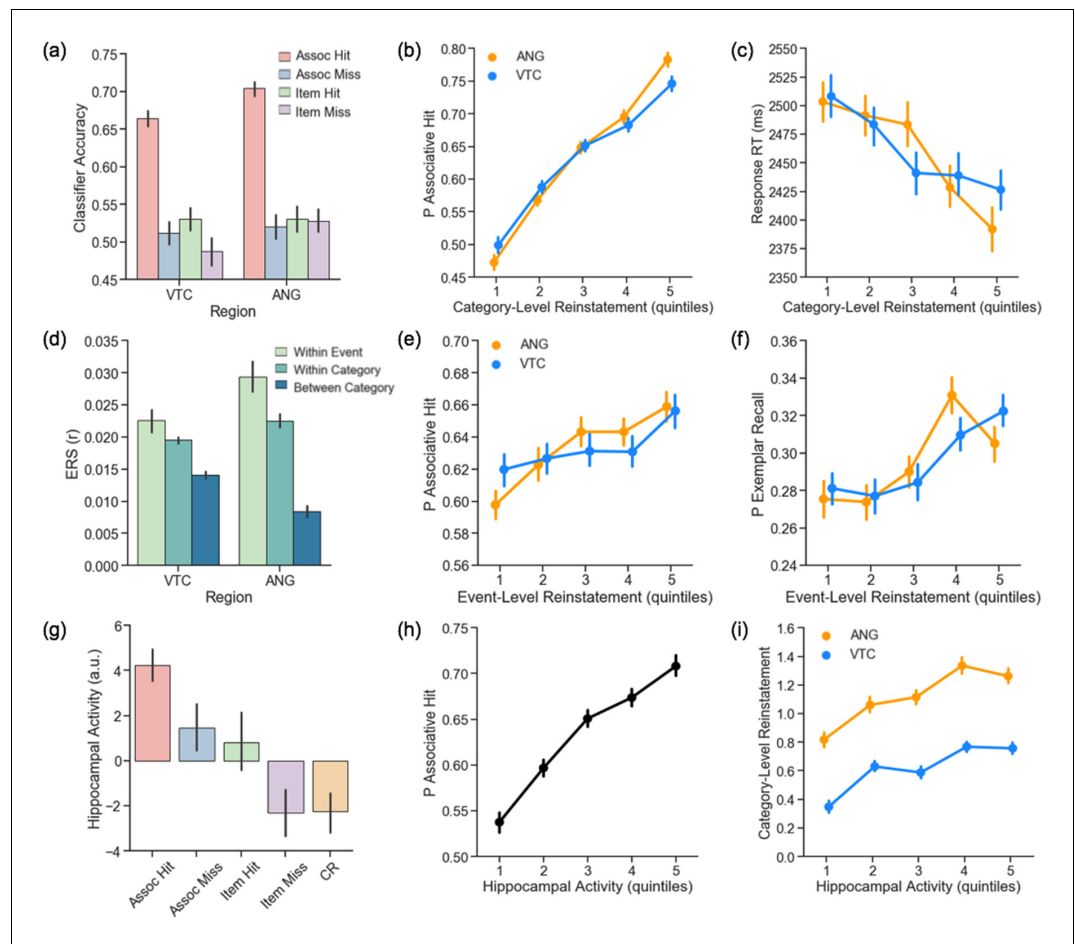 (a)
0.75
0.70
0.65
0.60
0.55
0.50
0.45
Classifier Accuracy
Assoc Hit
Assoc Miss
Item Hit
Item Miss
VTC ANG
Region
(b)
0.80
0.75
0.70
0.65
0.60
0.55
0.50
0.45
P Associative Hit
ANG
VTC
1 2 3 4 5
Category-Level Reinstatement (quintiles)
(c)
2550
2525
2500
2475
2450
2425
2400
2375
2350
Response RT (ms)
1 2 3 4 5
Category-Level Reinstatement (quintiles)
(d)
0.035
0.030
0.025
0.020
0.015
0.010
0.005
0.000
ERS (r)
Within Event
Within Category
Between Category
VTC ANG
Region
(e)
0.70
0.68
0.66
0.64
0.62
0.60
0.58
0.56
P Associative Hit
ANG
VTC
1 2 3 4 5
Event-Level Reinstatement (quintiles)
(f)
0.36
0.34
0.32
0.30
0.28
0.26
0.24
P Exemplar Recall
1 2 3 4 5
Event-Level Reinstatement (quintiles)
(g)
6
4
2
0
−2
−4
Hippocampal Activity (a.u.)
Assoc Hit
Assoc Miss
Item Hit
Item Miss
CR
(h)
0.75
0.70
0.65
0.60
0.55
0.50
P Associative Hit
1 2 3 4 5
Hippocampal Activity (quintiles)
(i)
1.6
1.4
1.2
1.0
0.8
0.6
0.4
0.2
0.0
Category-Level Reinstatement
ANG
VTC
1 2 3 4 5
Hippocampal Activity (quintiles)